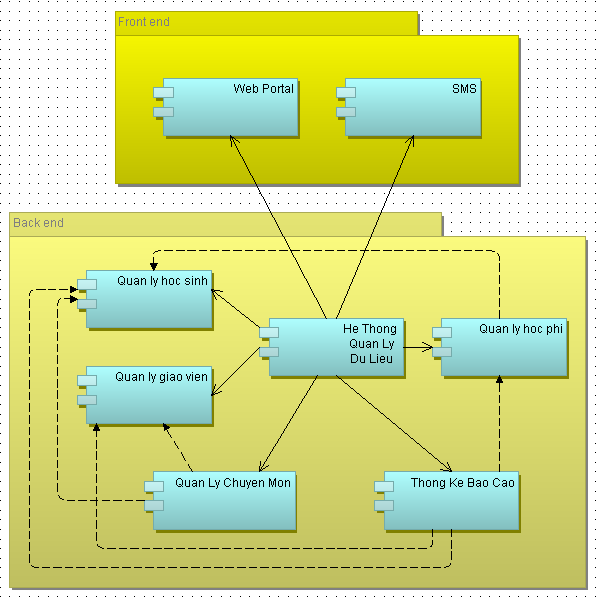 Front end
Web Portal
SMS
Back end
Quan ly hoc sinh
He Thong
Quan Ly
Du Lieu
Quan ly hoc phi
Quan ly giao vien
Quan Ly Chuyen Mon
Thong Ke Bao Cao